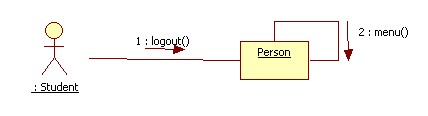 1 : logout()
Person
2 : menu()
: Student